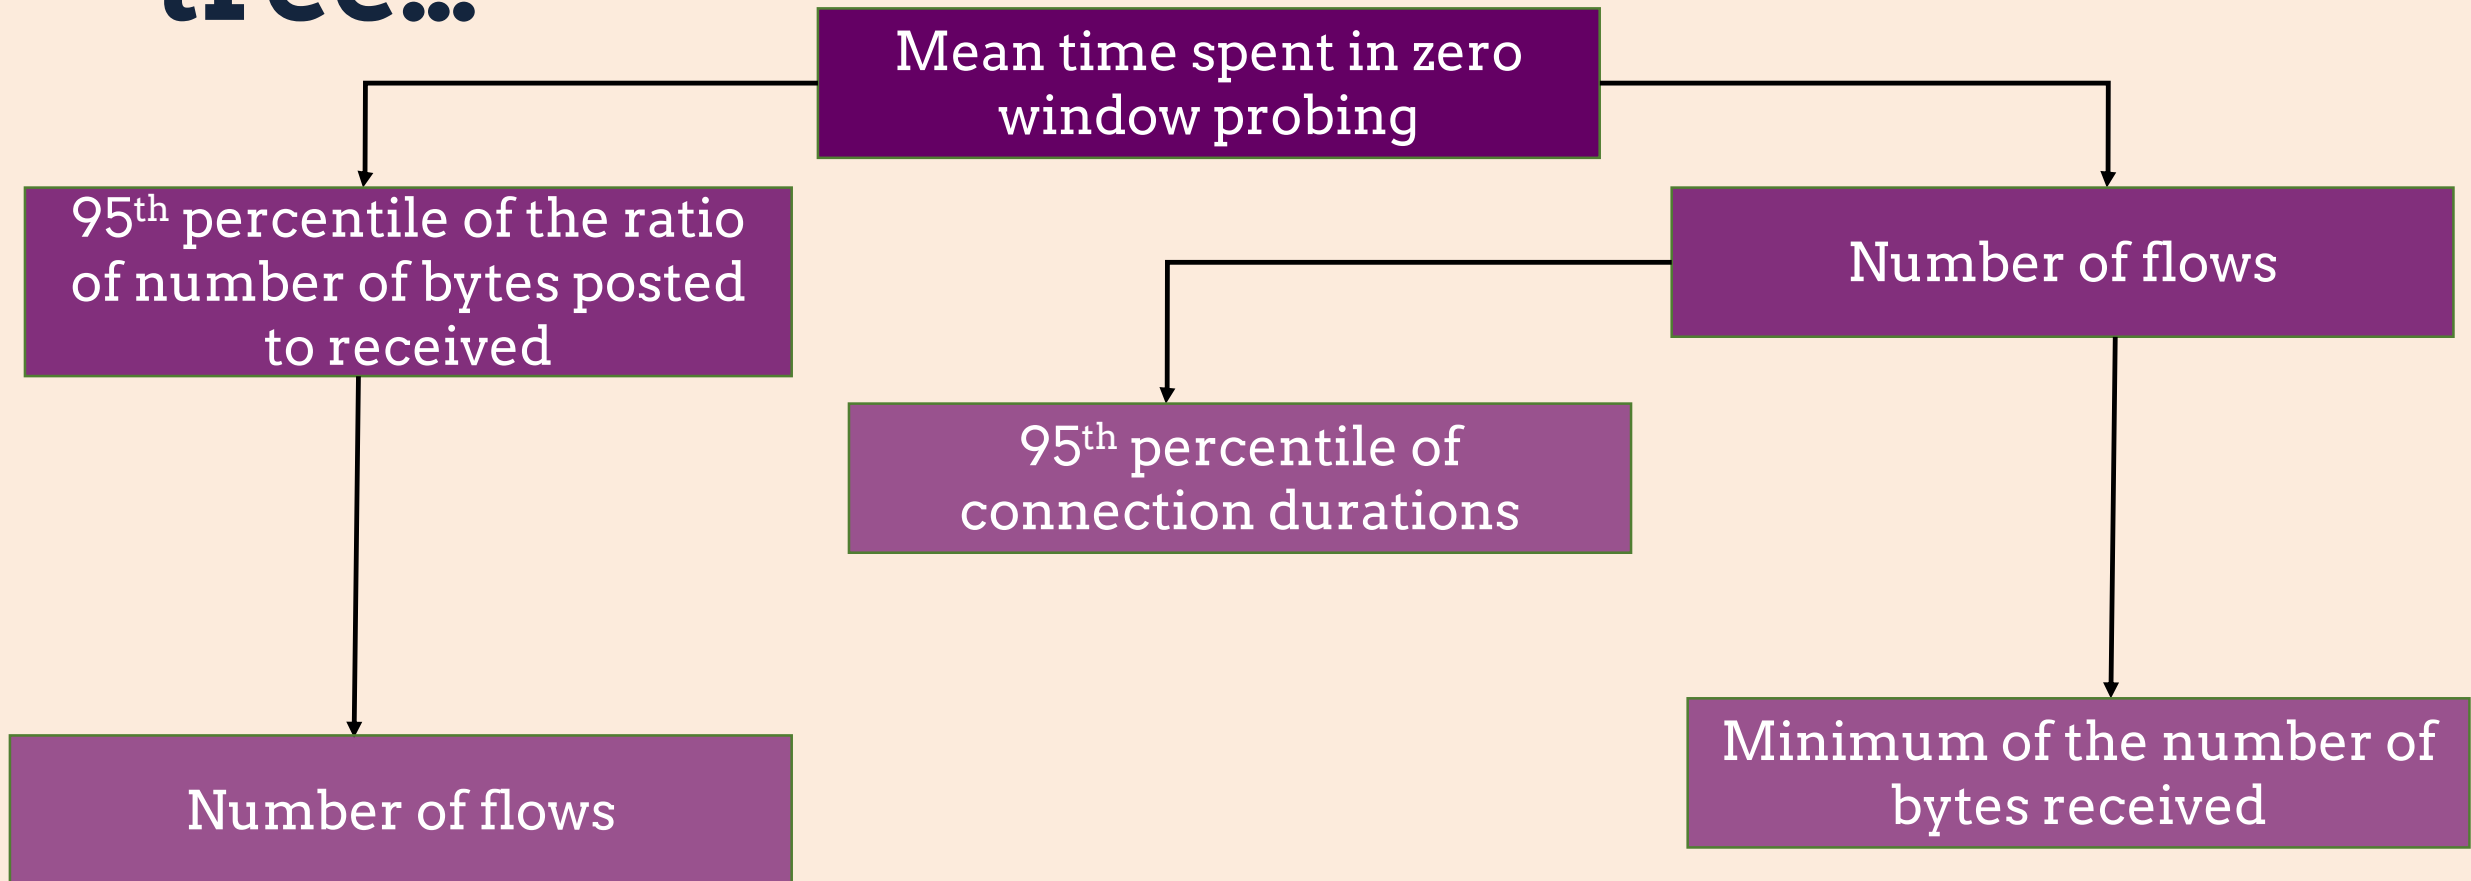 tree...
Mean time spent in zero
window probing
95th percentile of the ratio
of number of bytes posted
to received
Number of flows
95th percentile of
connection durations
Minimum of the number of
bytes received
Number of flows